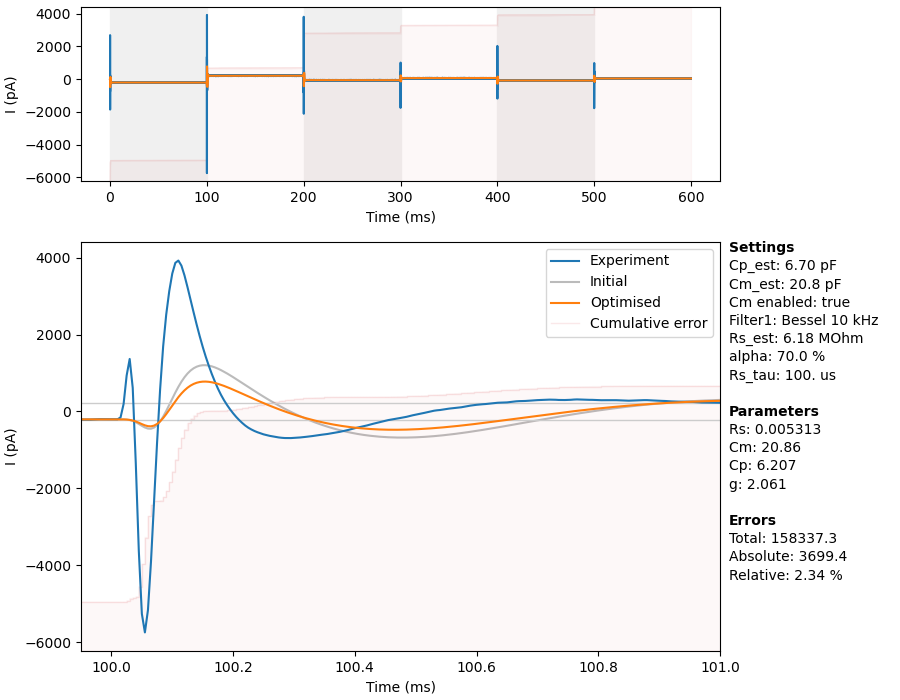 4000
2000
0
−2000
−4000
−6000
I (pA)
0 100 200 300 400 500 600
Time (ms)
4000
2000
0
−2000
−4000
−6000
I (pA)
Experiment
Initial
Optimised
Cumulative error
100.0 100.2 100.4 100.6 100.8 101.0
Time (ms)
Settings
Cp_est: 6.70 pF
Cm_est: 20.8 pF
Cm enabled: true
Filter1: Bessel 10 kHz
Rs_est: 6.18 MOhm
alpha: 70.0 %
Rs_tau: 100. us
Parameters
Rs: 0.005313
Cm: 20.86
Cp: 6.207
g: 2.061
Errors
Total: 158337.3
Absolute: 3699.4
Relative: 2.34 %